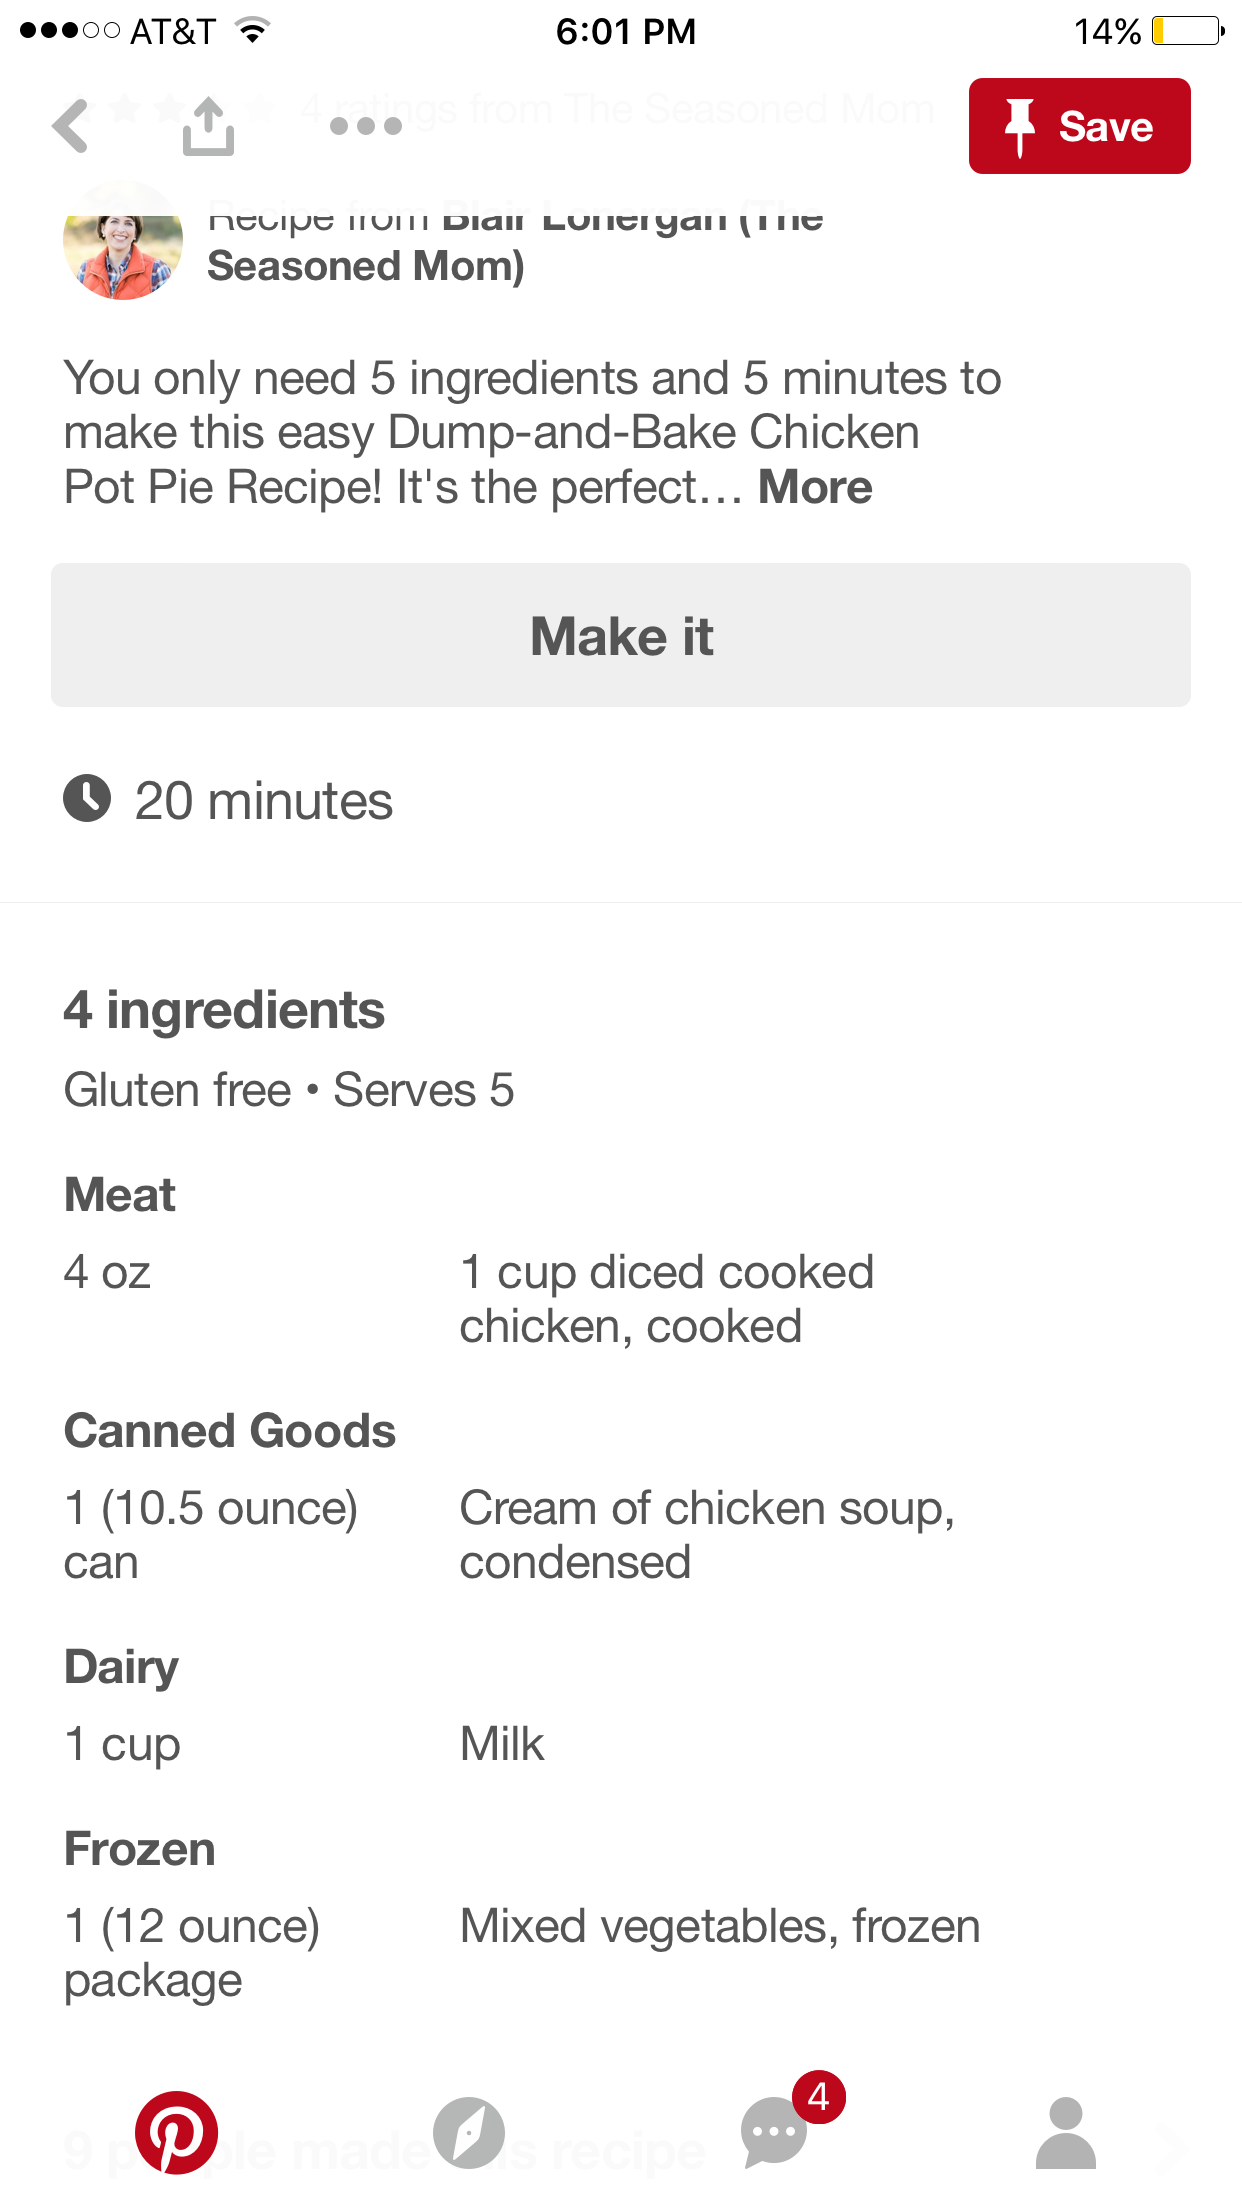 AT&T 6:01 PM 14%
4 ratings from The Seasoned Mom
Save
Recipe from Blair Lonergan (The
Seasoned Mom)
You only need 5 ingredients and 5 minutes to
make this easy Dump-and-Bake Chicken
Pot Pie Recipe! It's the perfect… More
Make it
20 minutes
4 ingredients
Gluten free • Serves 5
Meat
4 oz 1 cup diced cooked
chicken, cooked
Canned Goods
1 (10.5 ounce) Cream of chicken soup,
can condensed
Dairy
1 cup Milk
Frozen
1 (12 ounce) Mixed vegetables, frozen
package
4
9 people made this recipe